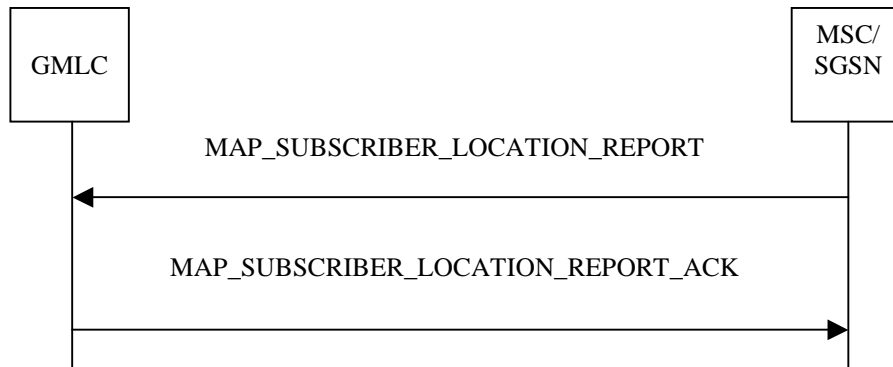 GMLC
MSC/
SGSN
MAP_SUBSCRIBER_LOCATION_REPORT
MAP_SUBSCRIBER_LOCATION_REPORT_ACK